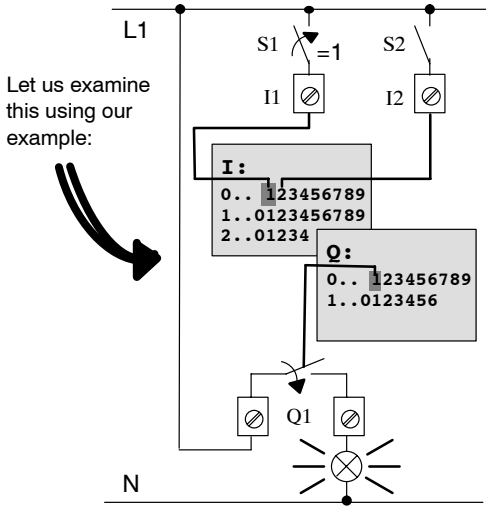 L1
S1
=1
S2
Let us examine
this using our
example:
I1
I2
I:
0.. 123456789
1..0123456789
2..01234
Q:
0.. 123456789
1..0123456
Q1
N